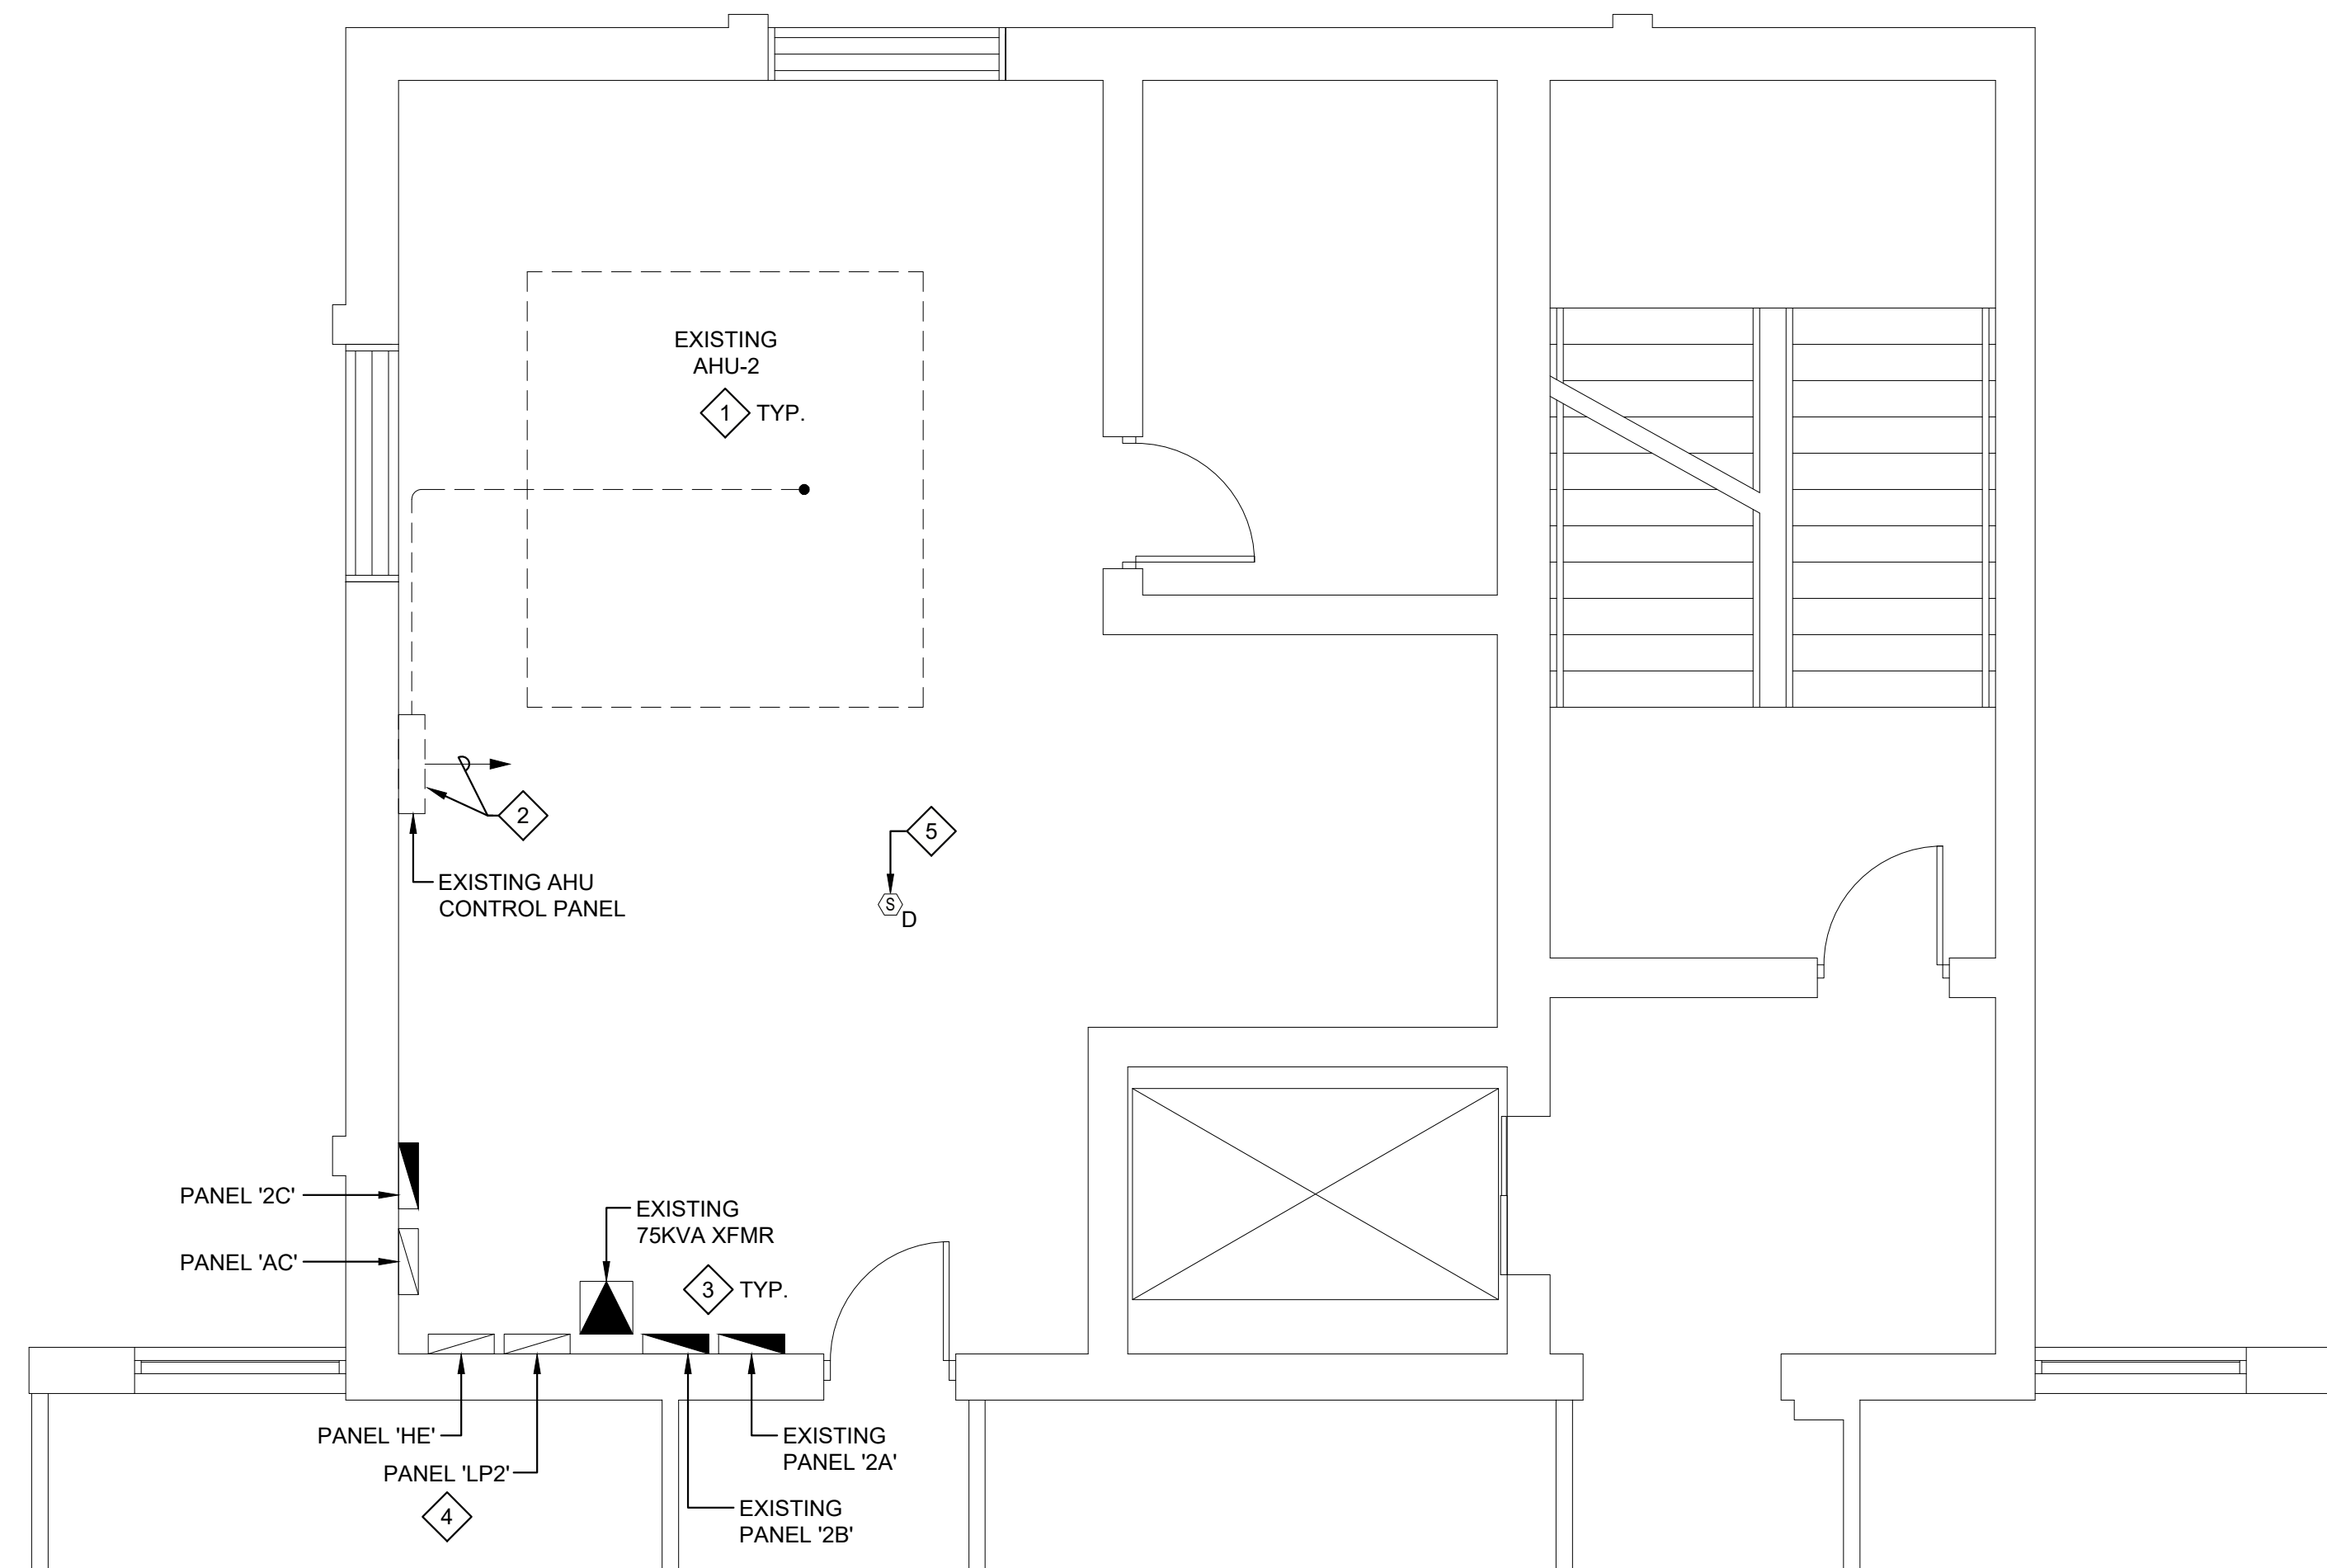 EXISTING
AHU-2
1 TYP.
2
5
EXISTING AHU
CONTROL PANEL
S
D
PANEL '2C'
EXISTING
75KVA XFMR
PANEL 'AC'
3 TYP.
PANEL 'HE'
EXISTING
PANEL '2A'
PANEL 'LP2'
4
EXISTING
PANEL '2B'